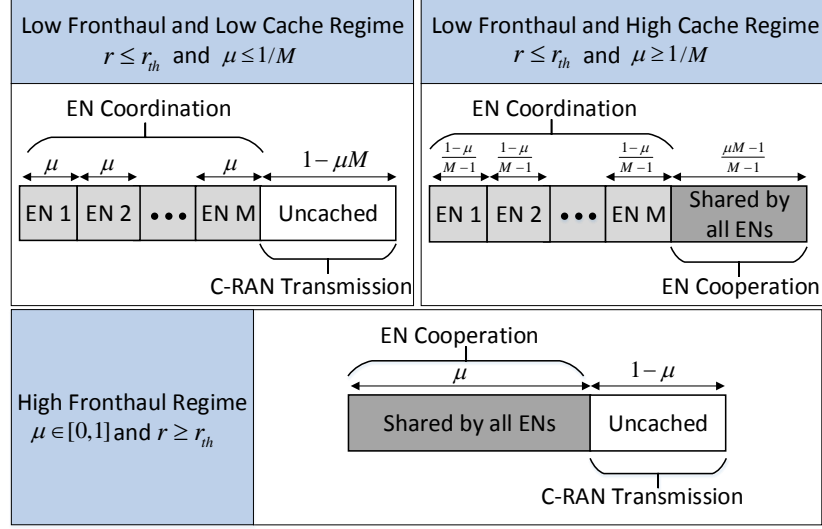 Low Fronthaul and Low Cache Regime
r ≤ r_th and μ ≤ 1/M
EN Coordination
μ μ μ 1 − μM
EN 1 EN 2 ••• EN M Uncached
C-RAN Transmission
Low Fronthaul and High Cache Regime
r ≤ r_th and μ ≥ 1/M
EN Coordination
(1−μ)/(M−1) (1−μ)/(M−1) (1−μ)/(M−1) (μM−1)/(M−1)
EN 1 EN 2 ••• EN M Shared by
all ENs
EN Cooperation
High Fronthaul Regime
μ ∈ [0,1] and r ≥ r_th
EN Cooperation
μ 1 − μ
Shared by all ENs Uncached
C-RAN Transmission